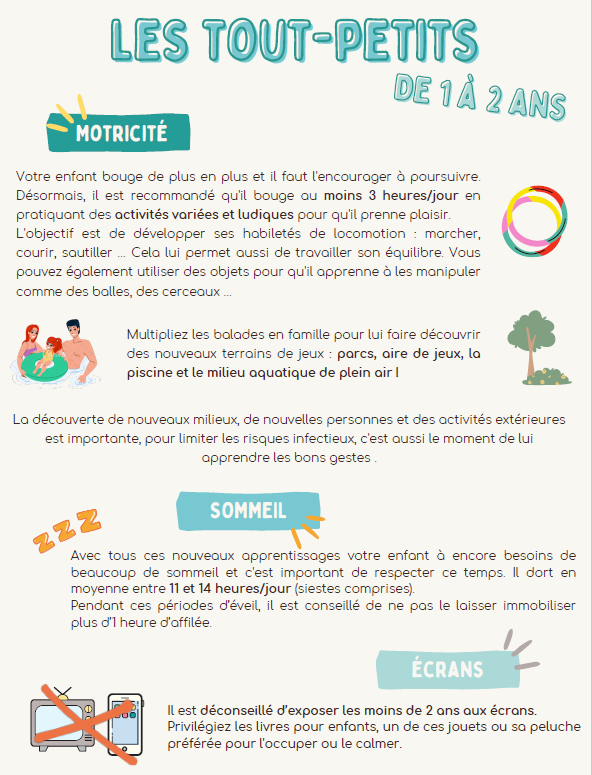 LES TOUT-PETITS
DE 1 À 2 ANS
MOTRICITÉ
Votre enfant bouge de plus en plus et il faut l'encourager à poursuivre.
Désormais, il est recommandé qu'il bouge au moins 3 heures/jour en
pratiquant des activités variées et ludiques pour qu'il prenne plaisir.
L'objectif est de développer ses habiletés de locomotion : marcher,
courir, sautiller ... Cela lui permet aussi de travailler son équilibre. Vous
pouvez également utiliser des objets pour qu'il apprenne à les manipuler
comme des balles, des cerceaux ...
Multipliez les balades en famille pour lui faire découvrir
des nouveaux terrains de jeux : parcs, aire de jeux, la
piscine et le milieu aquatique de plein air !
La découverte de nouveaux milieux, de nouvelles personnes et des activités extérieures
est importante, pour limiter les risques infectieux, c'est aussi le moment de lui
apprendre les bons gestes .
SOMMEIL
ZZZ
Avec tous ces nouveaux apprentissages votre enfant à encore besoins de
beaucoup de sommeil et c'est important de respecter ce temps. Il dort en
moyenne entre 11 et 14 heures/jour (siestes comprises).
Pendant ces périodes d'éveil, il est conseillé de ne pas le laisser immobiliser
plus d'1 heure d'affilée.
ÉCRANS
Il est déconseillé d'exposer les moins de 2 ans aux écrans.
Privilégiez les livres pour enfants, un de ces jouets ou sa peluche
préférée pour l'occuper ou le calmer.